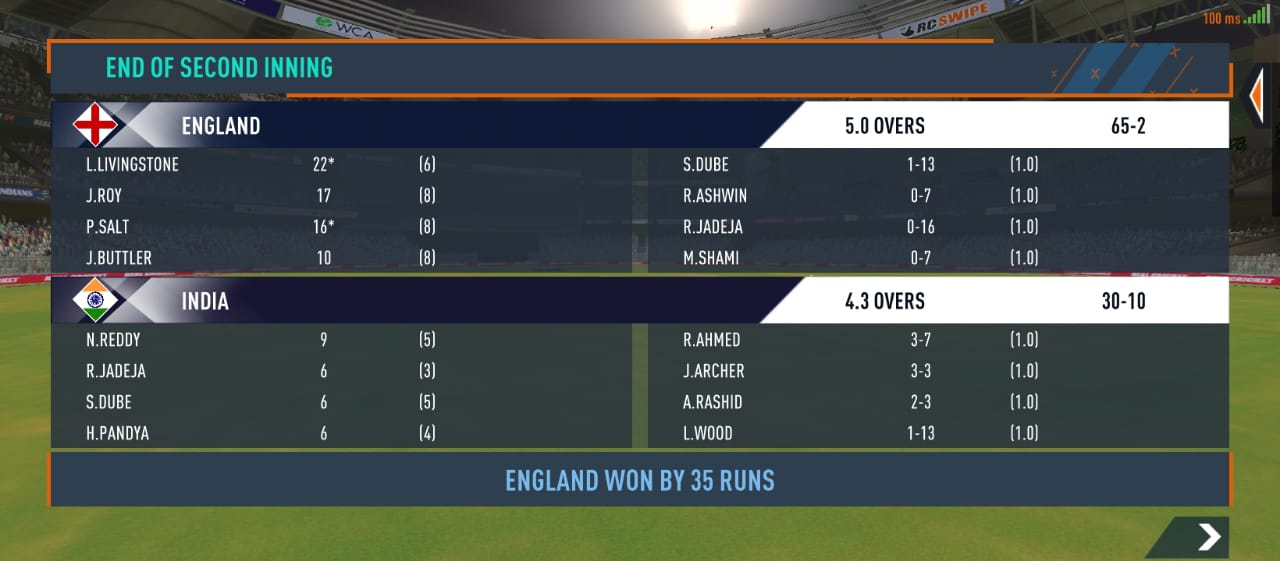 WCA
RC SWIPE
100 ms
END OF SECOND INNING
ENGLAND 5.0 OVERS 65-2
L.LIVINGSTONE 22* (6) S.DUBE 1-13 (1.0)
J.ROY 17 (8) R.ASHWIN 0-7 (1.0)
P.SALT 16* (8) R.JADEJA 0-16 (1.0)
J.BUTTLER 10 (8) M.SHAMI 0-7 (1.0)
INDIA 4.3 OVERS 30-10
N.REDDY 9 (5) R.AHMED 3-7 (1.0)
R.JADEJA 6 (3) J.ARCHER 3-3 (1.0)
S.DUBE 6 (5) A.RASHID 2-3 (1.0)
H.PANDYA 6 (4) L.WOOD 1-13 (1.0)
ENGLAND WON BY 35 RUNS